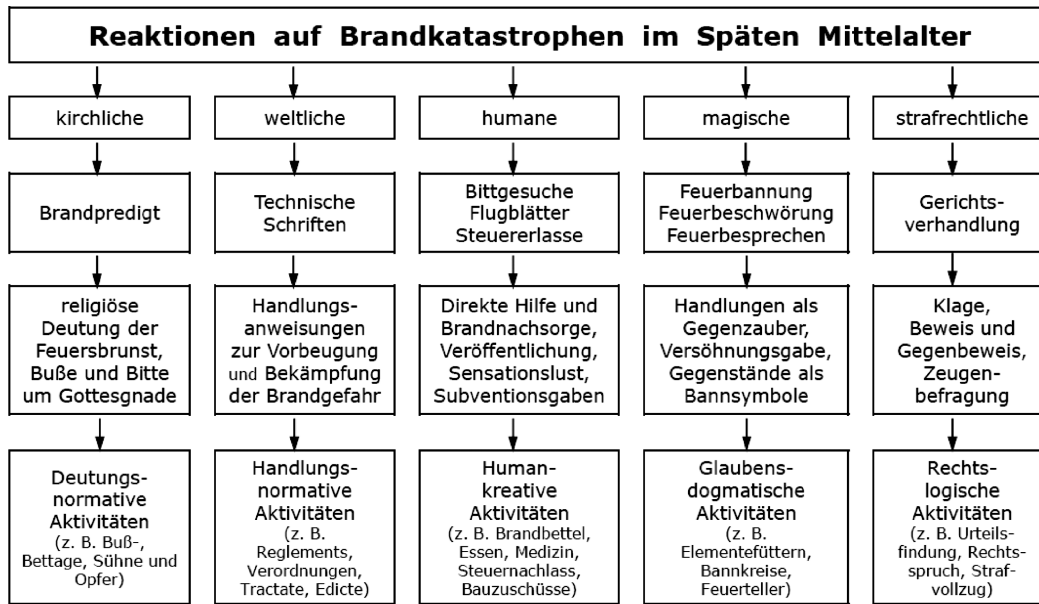 Reaktionen auf Brandkatastrophen im Späten Mittelalter
kirchliche
weltliche
humane
magische
strafrechtliche
Brandpredigt
Technische
Schriften
Bittgesuche
Flugblätter
Steuererlasse
Feuerbannung
Feuerbeschwörung
Feuerbesprechen
Gerichts-
verhandlung
religiöse
Deutung der
Feuersbrunst,
Buße und Bitte
um Gottesgnade
Handlungs-
anweisungen
zur Vorbeugung
und Bekämpfung
der Brandgefahr
Direkte Hilfe und
Brandnachsorge,
Veröffentlichung,
Sensationslust,
Subventionsgaben
Handlungen als
Gegenzauber,
Versöhnungsgabe,
Gegenstände als
Bannsymbole
Klage,
Beweis und
Gegenbeweis,
Zeugen-
befragung
Deutungs-
normative
Aktivitäten
(z. B. Buß-,
Bettage, Sühne und
Opfer)
Handlungs-
normative
Aktivitäten
(z. B.
Reglements,
Verordnungen,
Tractate, Edicte)
Human-
kreative
Aktivitäten
(z. B. Brandbettel,
Essen, Medizin,
Steuernachlass,
Bauzuschüsse)
Glaubens-
dogmatische
Aktivitäten
(z. B.
Elementefüttern,
Bannkreise,
Feuerteller)
Rechts-
logische
Aktivitäten
(z. B. Urteils-
findung, Rechts-
spruch, Straf-
vollzug)